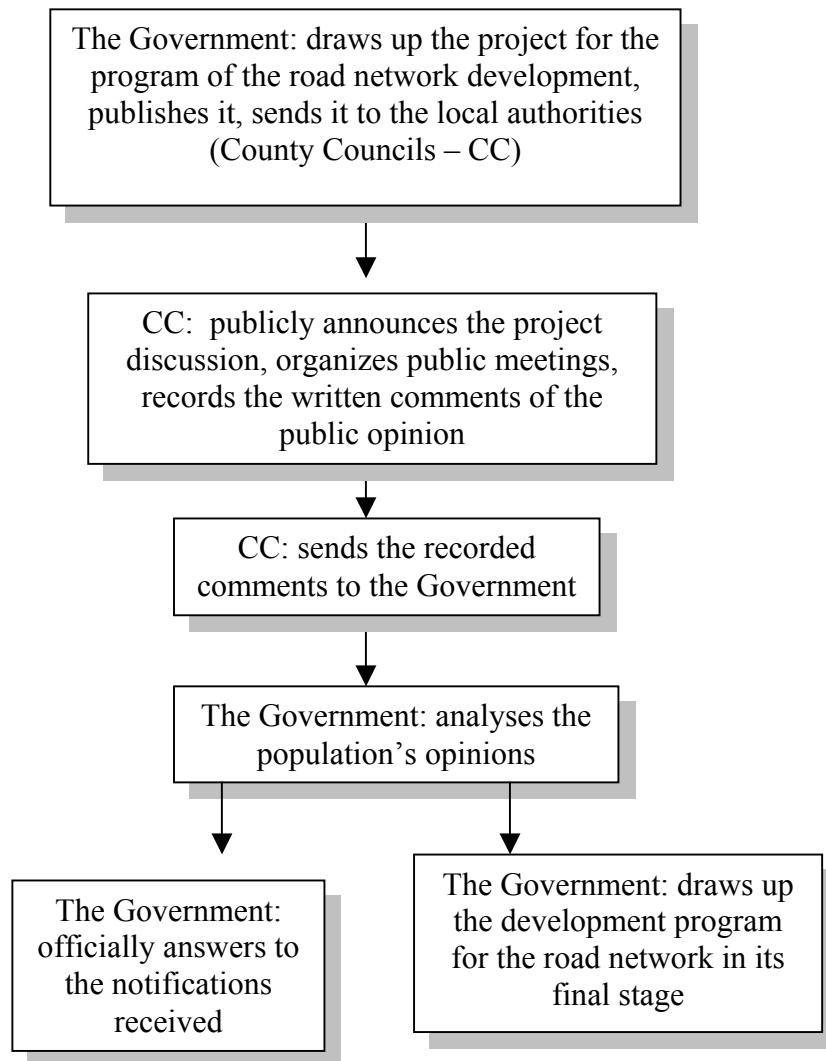 The Government: draws up the project for the
program of the road network development,
publishes it, sends it to the local authorities
(County Councils – CC)
CC:  publicly announces the project
discussion, organizes public meetings,
records the written comments of the
public opinion
CC: sends the recorded
comments to the Government
The Government: analyses the
population’s opinions
The Government:
officially answers to
the notifications
received
The Government: draws up
the development program
for the road network in its
final stage